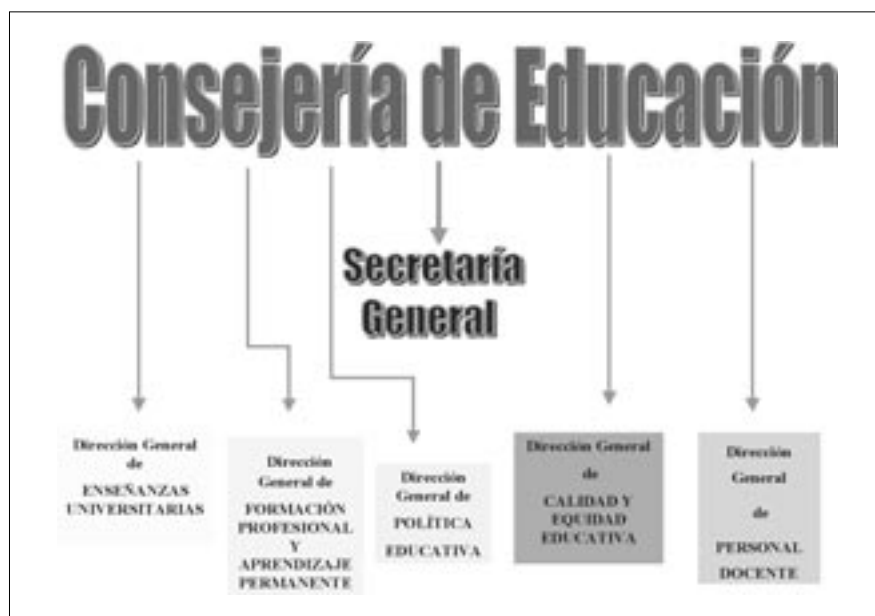 Consejería de Educación
Secretaría
General
Dirección General
de
ENSEÑANZAS
UNIVERSITARIAS
Dirección
General de
FORMACIÓN
PROFESIONAL
Y
APRENDIZAJE
PERMANENTE
Dirección
General de
POLÍTICA
EDUCATIVA
Dirección General
de
CALIDAD Y
EQUIDAD
EDUCATIVA
Dirección
General
de
PERSONAL
DOCENTE